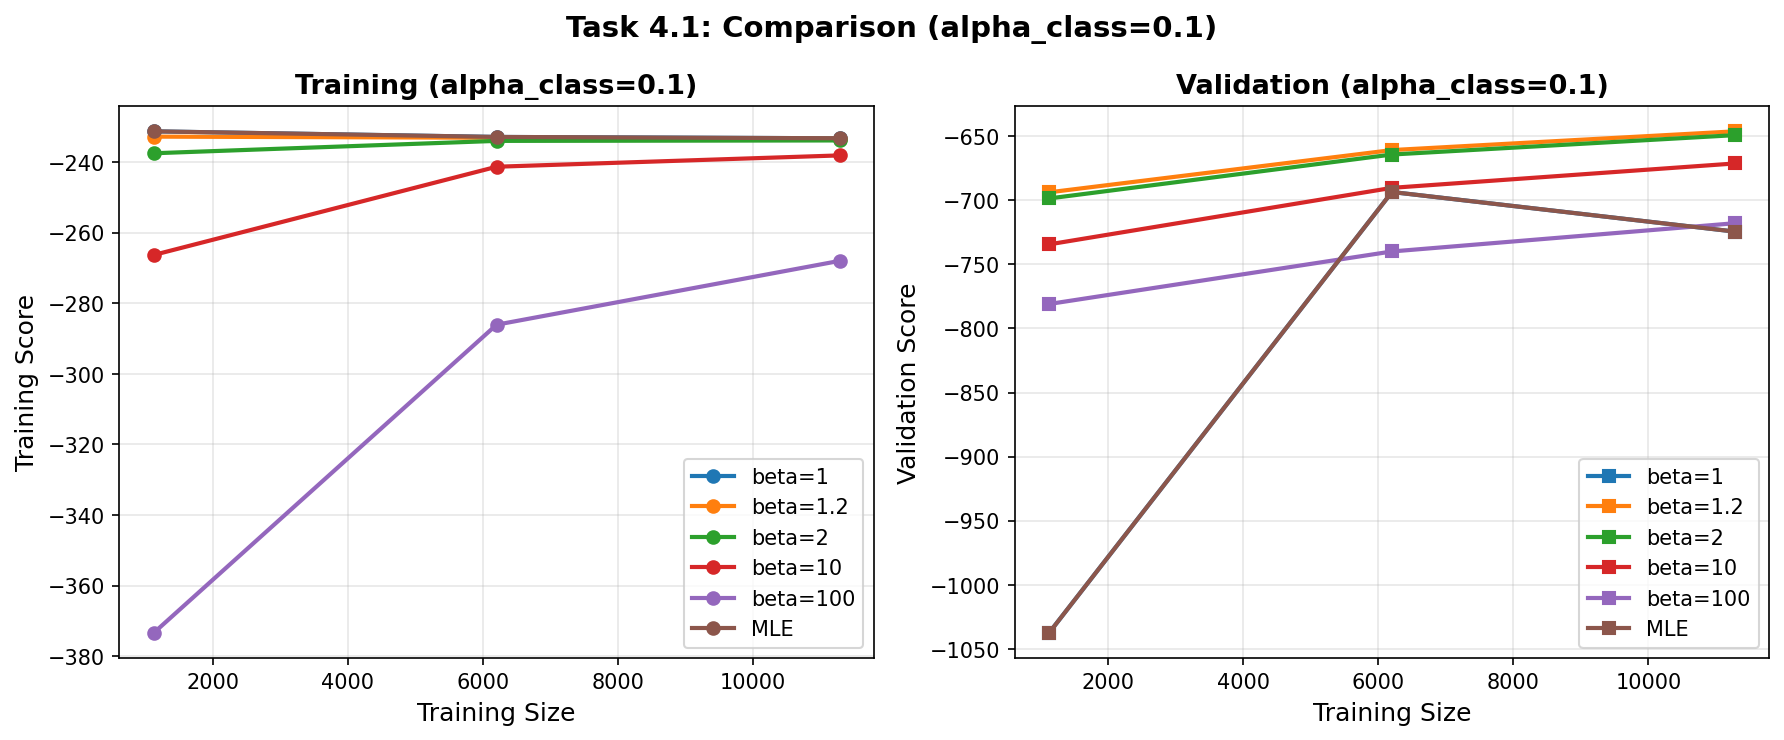 Task 4.1: Comparison (alpha_class=0.1)
Training (alpha_class=0.1)
Training Score
−240
−260
−280
−300
−320
−340
−360
−380
2000
4000
6000
8000
10000
Training Size
beta=1
beta=1.2
beta=2
beta=10
beta=100
MLE
Validation (alpha_class=0.1)
Validation Score
−650
−700
−750
−800
−850
−900
−950
−1000
−1050
2000
4000
6000
8000
10000
Training Size
beta=1
beta=1.2
beta=2
beta=10
beta=100
MLE